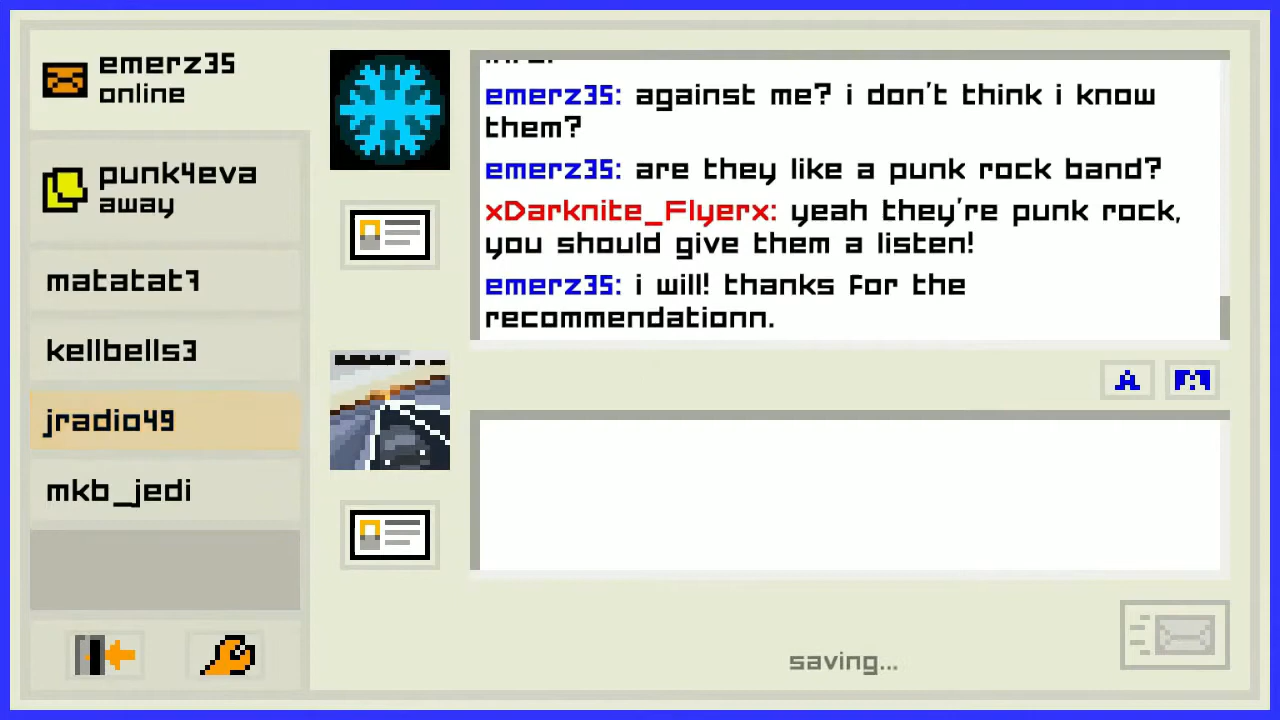 emerz35
online
punk4eva
away
matatat7
kellbells3
jradio49
mkb_jedi
emerz35: against me? i don't think i know
them?
emerz35: are they like a punk rock band?
xDarknite_Flyerx: yeah they're punk rock,
you should give them a listen!
emerz35: i will! thanks for the
recommendationn.
A
saving...